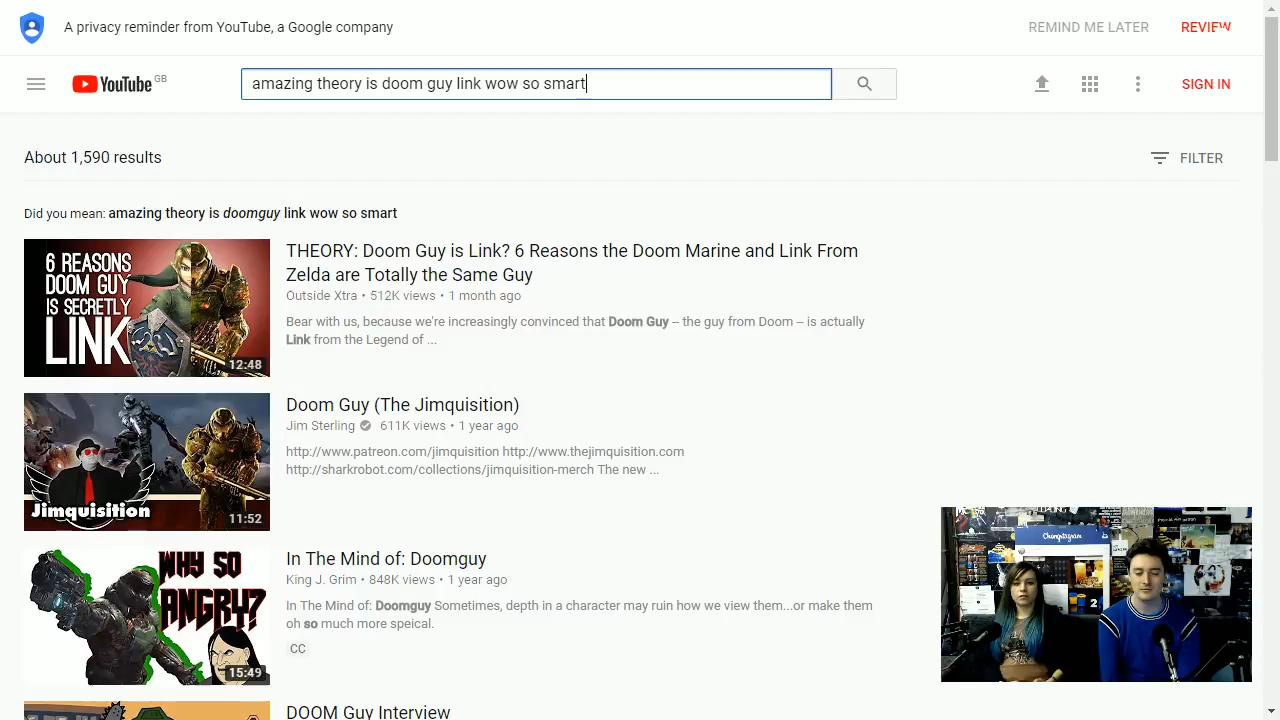 A privacy reminder from YouTube, a Google company
REMIND ME LATER
REVIEW
YouTube GB
amazing theory is doom guy link wow so smart
SIGN IN
About 1,590 results
FILTER
Did you mean: amazing theory is doomguy link wow so smart
6 REASONS
DOOM GUY
IS SECRETLY
LINK
12:48
THEORY: Doom Guy is Link? 6 Reasons the Doom Marine and Link From
Zelda are Totally the Same Guy
Outside Xtra • 512K views • 1 month ago
Bear with us, because we're increasingly convinced that Doom Guy – the guy from Doom – is actually
Link from the Legend of ...
Jimquisition
11:52
Doom Guy (The Jimquisition)
Jim Sterling 611K views • 1 year ago
http://www.patreon.com/jimquisition http://www.thejimquisition.com
http://sharkrobot.com/collections/jimquisition-merch The new ...
WHY SO
ANGRY?
15:49
In The Mind of: Doomguy
King J. Grim • 848K views • 1 year ago
In The Mind of: Doomguy Sometimes, depth in a character may ruin how we view them...or make them
oh so much more speical.
CC
DOOM Guy Interview
2